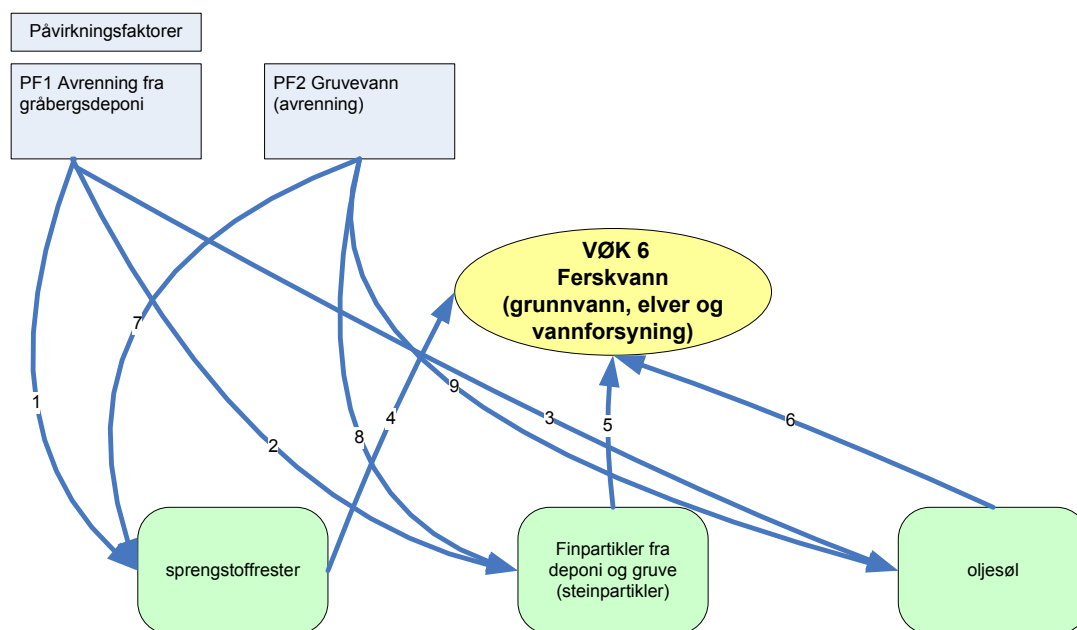 Påvirkningsfaktorer
PF1 Avrenning fra
gråbergsdeponi
PF2 Gruvevann
(avrenning)
VØK 6
Ferskvann
(grunnvann, elver og
vannforsyning)
7
1
2
8
4
9
5
3
6
sprengstoffrester
Finpartikler fra
deponi og gruve
(steinpartikler)
oljesøl